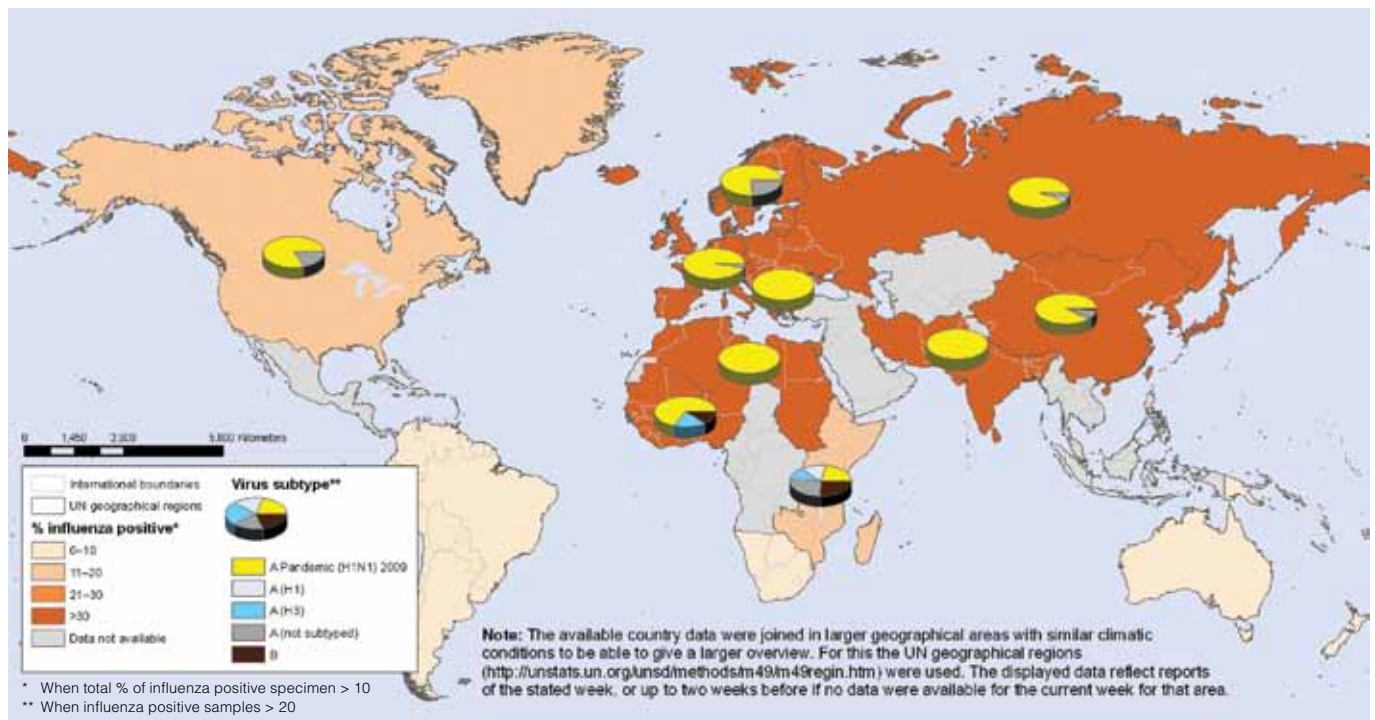 0 1,450 2,900 5,800 Kilometers
International boundaries
UN geographical regions
% influenza positive*
6–10
11–20
21–30
>30
Data not available
Virus subtype**
A Pandemic (H1N1) 2009
A (H1)
A (H3)
A (not subtyped)
B
* When total % of influenza positive specimen > 10
** When influenza positive samples > 20
Note: The available country data were joined in larger geographical areas with similar climatic
conditions to be able to give a larger overview. For this the UN geographical regions
(http://unstats.un.org/unsd/methods/m49/m49regin.htm) were used. The displayed data reflect reports
of the stated week, or up to two weeks before if no data were available for the current week for that area.